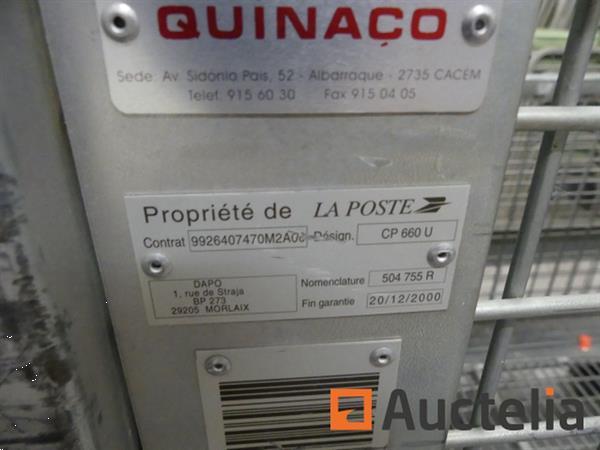 QUINAÇO
Sede: Av. Sidónio Pais, 52 - Albarraque - 2735 CACÉM
Telef. 915 60 30 Fax 915 04 05
Propriété de LA POSTE
Contrat 9926407470M2A06 Désign. CP 660 U
DAPO
1, rue de Straja
BP 273
29205 MORLAIX
Nomenclature 504 755 R
Fin garantie 20/12/2000
Auctelia